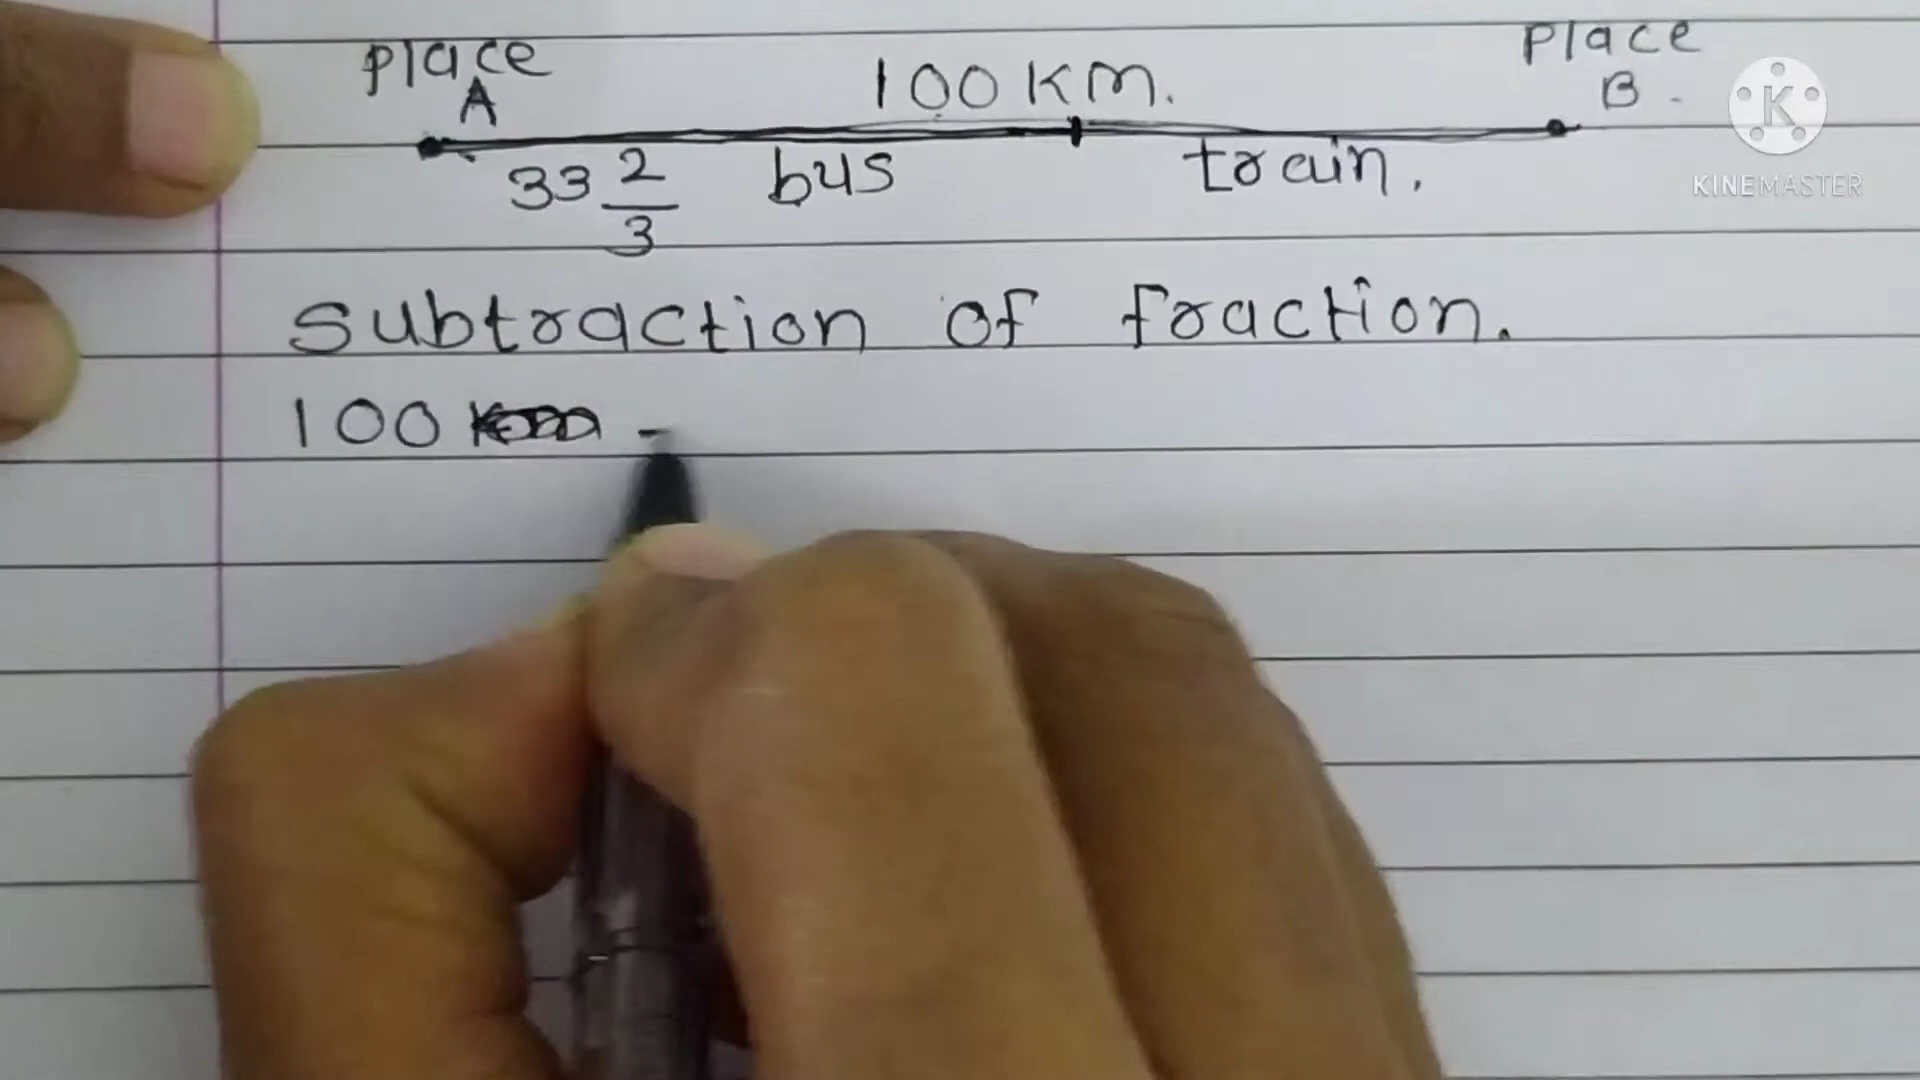 Place A 100 KM. Place B.
33 2/3 bus train.
Subtraction of fraction.
100 -
K
KINEMASTER